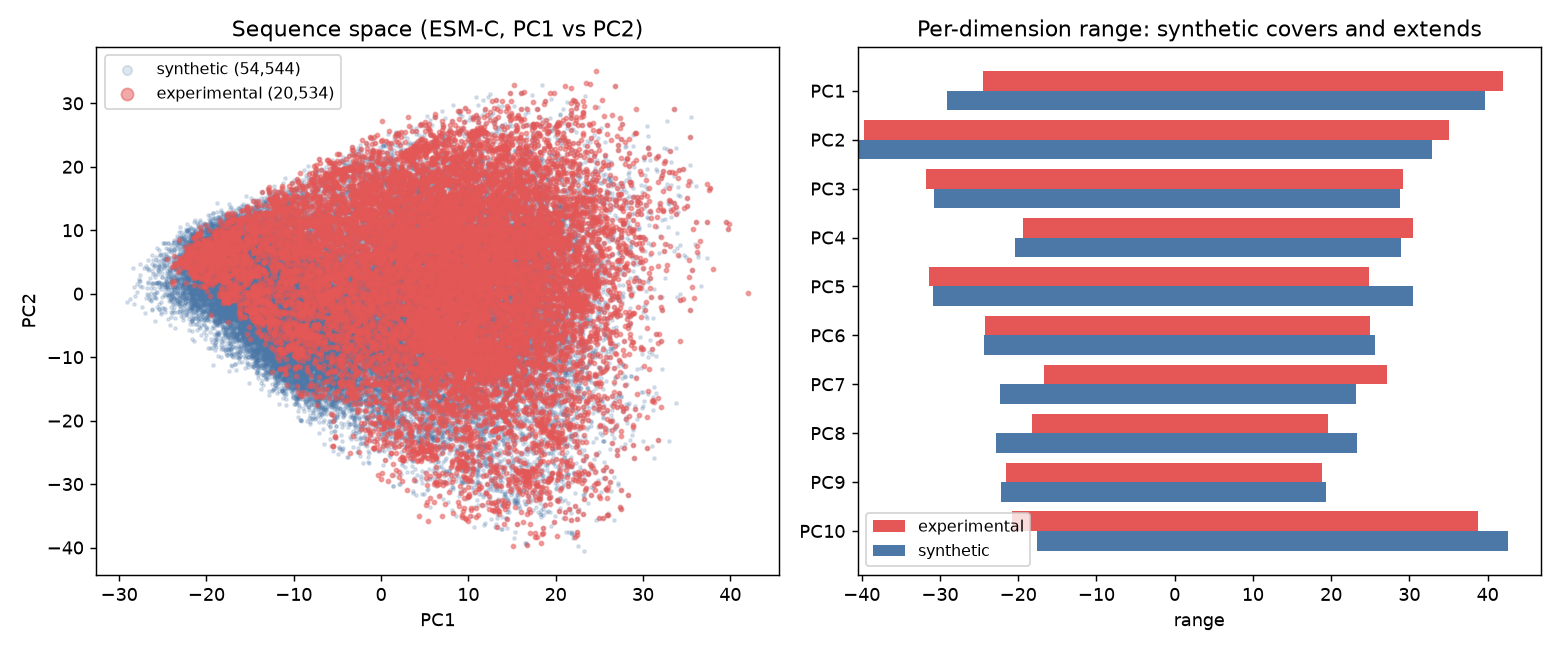 Sequence space (ESM-C, PC1 vs PC2)
synthetic (54,544)
experimental (20,534)
PC2
30
20
10
0
−10
−20
−30
−40
−30
−20
−10
0
10
20
30
40
PC1
Per-dimension range: synthetic covers and extends
PC1
PC2
PC3
PC4
PC5
PC6
PC7
PC8
PC9
PC10
experimental
synthetic
−40
−30
−20
−10
0
10
20
30
40
range